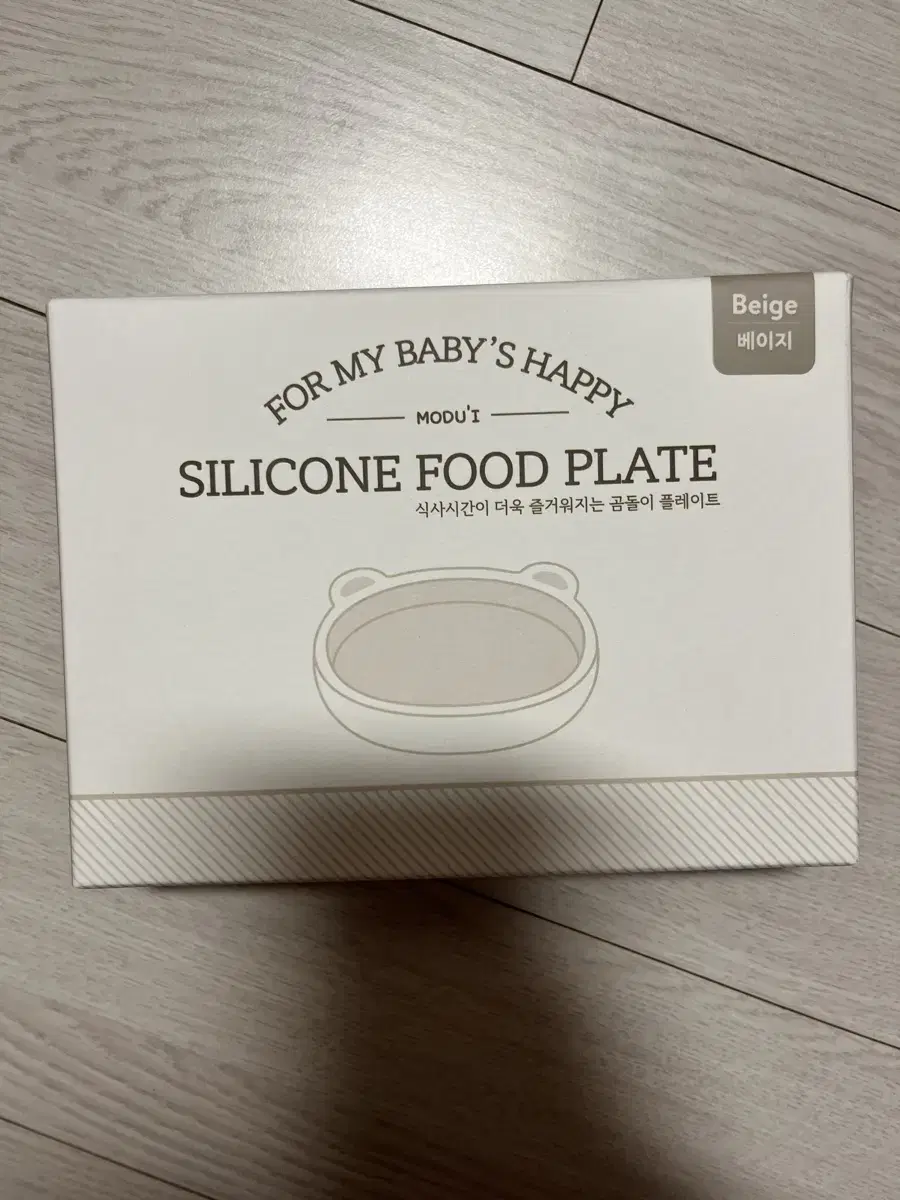 Beige
베이지
FOR MY BABY'S HAPPY
MODU'I
SILICONE FOOD PLATE
식사시간이 더욱 즐거워지는 곰돌이 플레이트